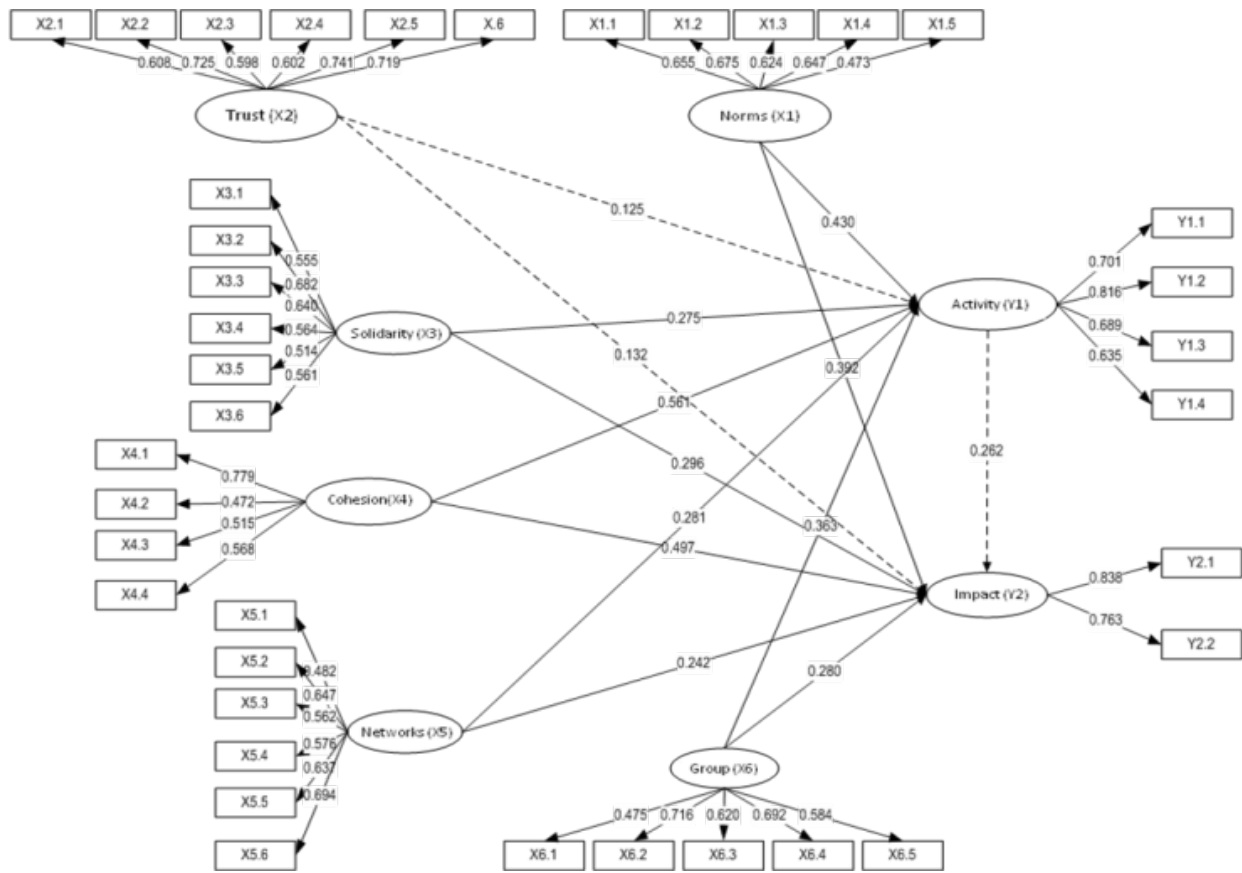 X2.1 X2.2 X2.3 X2.4 X2.5 X.6
X1.1 X1.2 X1.3 X1.4 X1.5
0.608 0.725 0.598 0.602 0.741 0.719
0.655 0.675 0.624 0.647 0.473
Trust {X2}
Norms (X1)
X3.1
X3.2
X3.3
X3.4
X3.5
X3.6
0.555
0.682
0.640
0.564
0.514
0.561
Solidarity (X3)
0.125
0.430
0.275
0.132
0.392
0.561
0.296
0.281
0.497
0.363
0.262
0.242
0.280
Activity (Y1)
0.701
0.816
0.689
0.635
Y1.1
Y1.2
Y1.3
Y1.4
X4.1
X4.2
X4.3
X4.4
0.779
0.472
0.515
0.568
Cohesion(X4)
Impact (Y2)
0.838
0.763
Y2.1
Y2.2
X5.1
X5.2
X5.3
X5.4
X5.5
X5.6
0.482
0.647
0.562
0.576
0.637
0.694
Networks (X5)
Group (X6)
0.475 0.716 0.620 0.692 0.584
X6.1 X6.2 X6.3 X6.4 X6.5